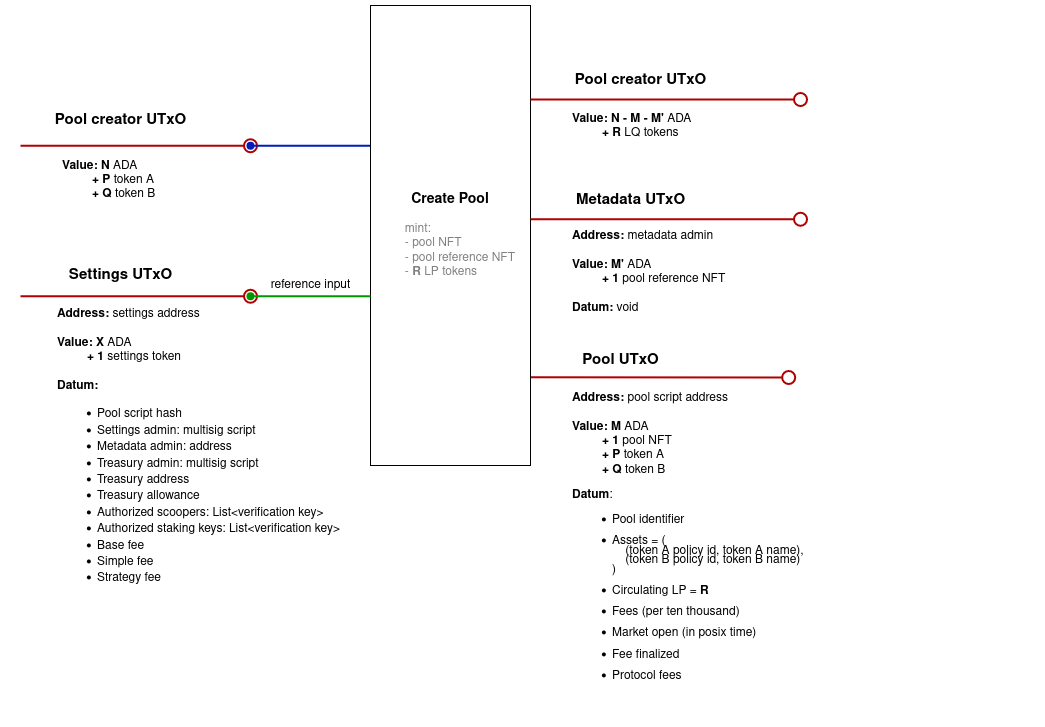 Pool creator UTxO
Value: N ADA
+ P token A
+ Q token B
Settings UTxO
reference input
Address: settings address
Value: X ADA
+ 1 settings token
Datum:
• Pool script hash
• Settings admin: multisig script
• Metadata admin: address
• Treasury admin: multisig script
• Treasury address
• Treasury allowance
• Authorized scoopers: List<verification key>
• Authorized staking keys: List<verification key>
• Base fee
• Simple fee
• Strategy fee
Create Pool
mint:
- pool NFT
- pool reference NFT
- R LP tokens
Pool creator UTxO
Value: N - M - M' ADA
+ R LQ tokens
Metadata UTxO
Address: metadata admin
Value: M' ADA
+ 1 pool reference NFT
Datum: void
Pool UTxO
Address: pool script address
Value: M ADA
+ 1 pool NFT
+ P token A
+ Q token B
Datum:
• Pool identifier
• Assets = (
(token A policy id, token A name),
(token B policy id, token B name)
)
• Circulating LP = R
• Fees (per ten thousand)
• Market open (in posix time)
• Fee finalized
• Protocol fees